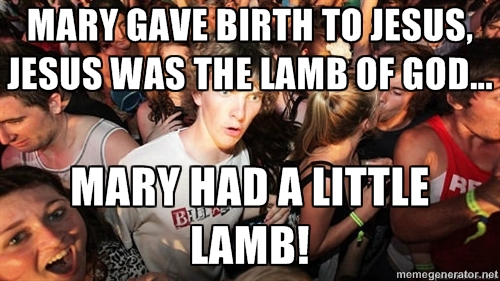 MARY GAVE BIRTH TO JESUS,
JESUS WAS THE LAMB OF GOD...
MARY HAD A LITTLE
LAMB!
memegenerator.net